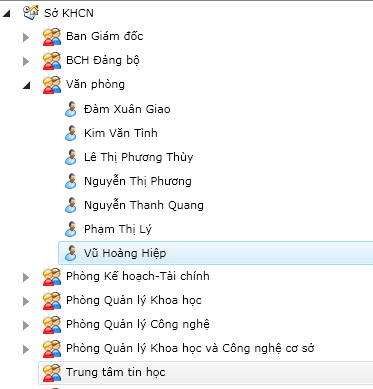 Sở KHCN
Ban Giám đốc
BCH Đảng bộ
Văn phòng
Đàm Xuân Giao
Kim Văn Tình
Lê Thị Phương Thùy
Nguyễn Thị Phương
Nguyễn Thanh Quang
Phạm Thị Lý
Vũ Hoàng Hiệp
Phòng Kế hoạch-Tài chính
Phòng Quản lý Khoa học
Phòng Quản lý Công nghệ
Phòng Quản lý Khoa học và Công nghệ cơ sở
Trung tâm tin học